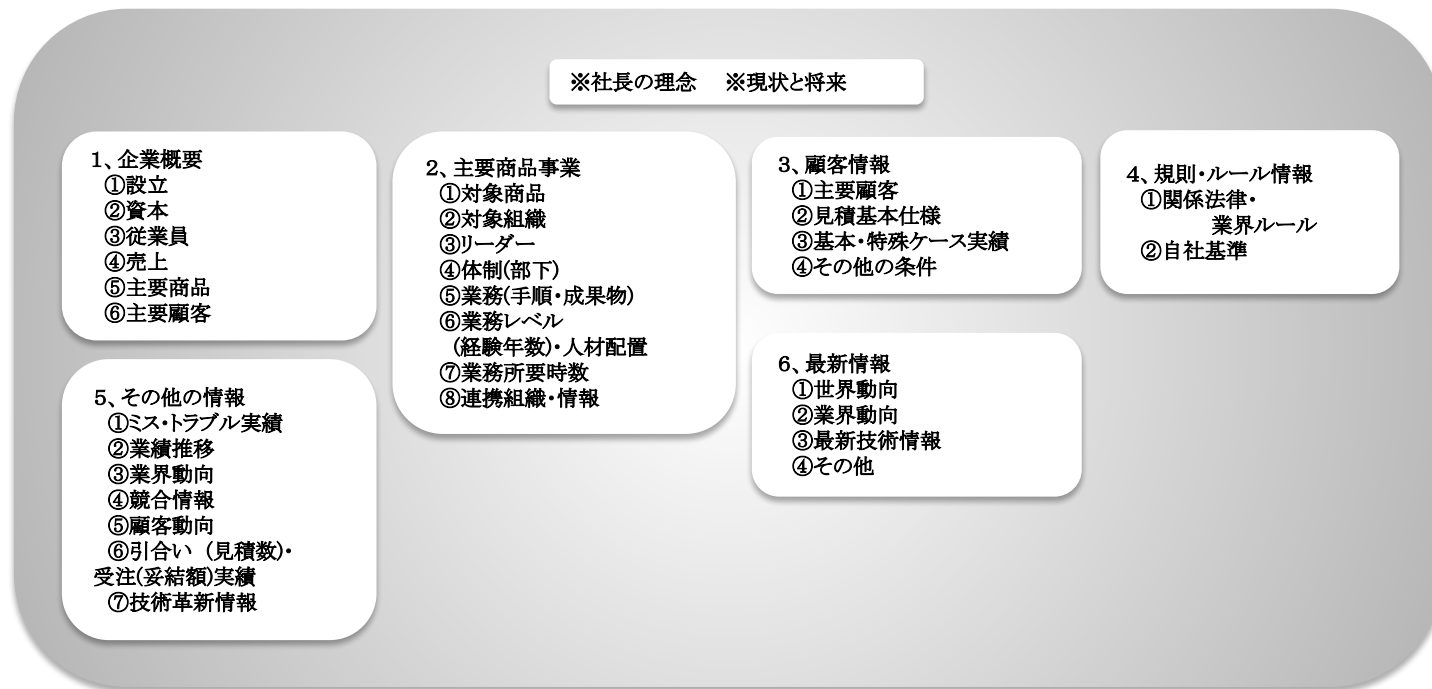 ※社長の理念　※現状と将来
1、企業概要
①設立
②資本
③従業員
④売上
⑤主要商品
⑥主要顧客
2、主要商品事業
①対象商品
②対象組織
③リーダー
④体制(部下)
⑤業務(手順・成果物)
⑥業務レベル
(経験年数)・人材配置
⑦業務所要時数
⑧連携組織・情報
3、顧客情報
①主要顧客
②見積基本仕様
③基本・特殊ケース実績
④その他の条件
4、規則・ルール情報
①関係法律・
業界ルール
②自社基準
5、その他の情報
①ミス・トラブル実績
②業績推移
③業界動向
④競合情報
⑤顧客動向
⑥引合い (見積数)・
受注(妥結額)実績
⑦技術革新情報
6、最新情報
①世界動向
②業界動向
③最新技術情報
④その他